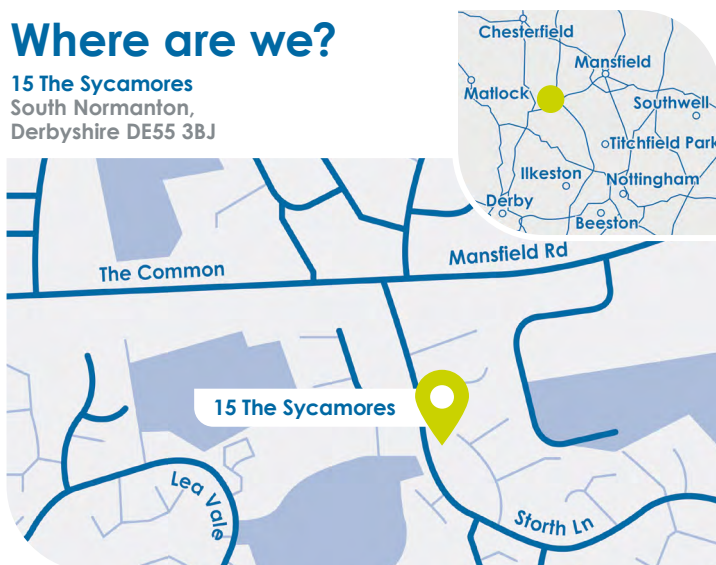 Where are we?
15 The Sycamores
South Normanton,
Derbyshire DE55 3BJ
Chesterfield
Mansfield
Matlock
Southwell
Titchfield Park
Ilkeston
Nottingham
Derby
Beeston
The Common
Mansfield Rd
15 The Sycamores
Lea Vale
Storth Ln